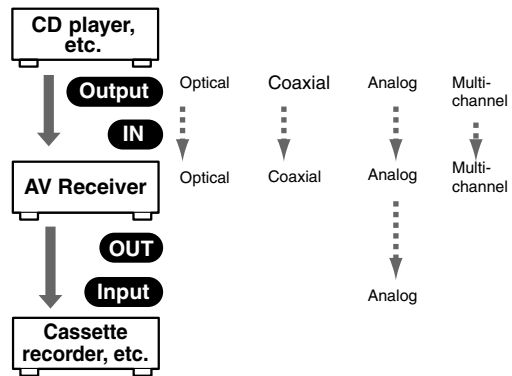 CD player,
etc.
Output
Optical
Coaxial
Analog
Multi-
channel
IN
AV Receiver
Optical
Coaxial
Analog
Multi-
channel
OUT
Input
Analog
Cassette
recorder, etc.